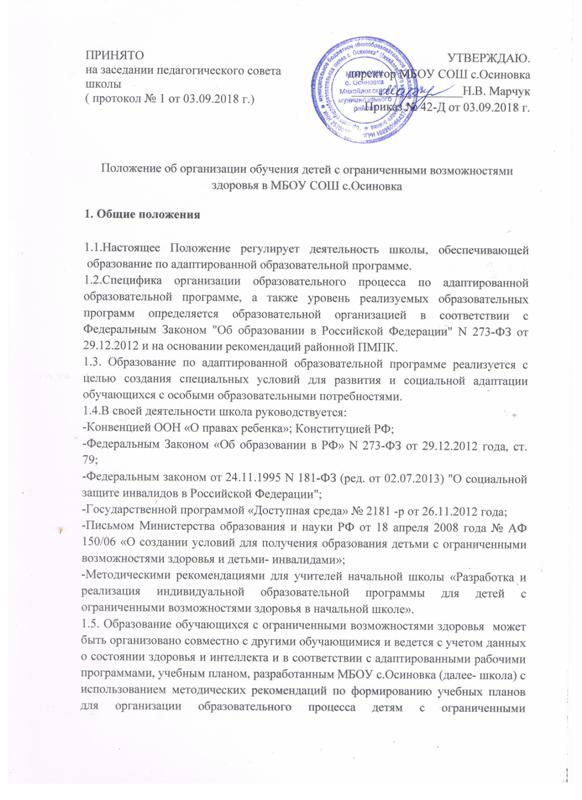 ПРИНЯТО
на заседании педагогического совета
школы
( протокол № 1 от 03.09.2018 г.)
УТВЕРЖДАЮ.
директор МБОУ СОШ с.Осиновка
Н.В. Марчук
Приказ № 42-Д от 03.09.2018 г.
Положение об организации обучения детей с ограниченными возможностями
здоровья в МБОУ СОШ с.Осиновка
1. Общие положения
1.1.Настоящее Положение регулирует деятельность школы, обеспечивающей
образование по адаптированной образовательной программе.
1.2.Специфика организации образовательного процесса по адаптированной
образовательной программе, а также уровень реализуемых образовательных
программ определяется образовательной организацией в соответствии с
Федеральным Законом "Об образовании в Российской Федерации" N 273-ФЗ от
29.12.2012 и на основании рекомендаций районной ПМПК.
1.3. Образование по адаптированной образовательной программе реализуется с
целью создания специальных условий для развития и социальной адаптации
обучающихся с особыми образовательными потребностями.
1.4.В своей деятельности школа руководствуется:
-Конвенцией ООН «О правах ребенка»; Конституцией РФ;
-Федеральным Законом «Об образовании в РФ» N 273-ФЗ от 29.12.2012 года, ст.
79;
-Федеральным законом от 24.11.1995 N 181-ФЗ (ред. от 02.07.2013) "О социальной
защите инвалидов в Российской Федерации";
-Государственной программой «Доступная среда» № 2181 -р от 26.11.2012 года;
-Письмом Министерства образования и науки РФ от 18 апреля 2008 года № АФ
150/06 «О создании условий для получения образования детьми с ограниченными
возможностями здоровья и детьми- инвалидами»;
-Методическими рекомендациями для учителей начальной школы «Разработка и
реализация индивидуальной образовательной программы для детей с
ограниченными возможностями здоровья в начальной школе».
1.5. Образование обучающихся с ограниченными возможностями здоровья может
быть организовано совместно с другими обучающимися и ведется с учетом данных
о состоянии здоровья и интеллекта и в соответствии с адаптированными рабочими
программами, учебным планом, разработанным МБОУ с.Осиновка (далее- школа) с
использованием методических рекомендаций по формированию учебных планов
для организации образовательного процесса детям с ограниченными